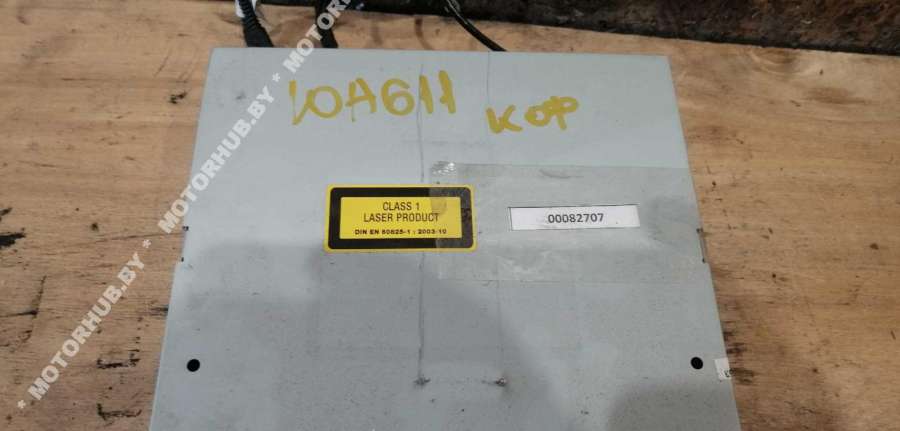 * MOTORHUB.BY * MOTORHUB.BY * MOTORHUB.BY *
ЮА611
кор
CLASS 1
LASER PRODUCT
DIN EN 60825-1 : 2003-10
00082707